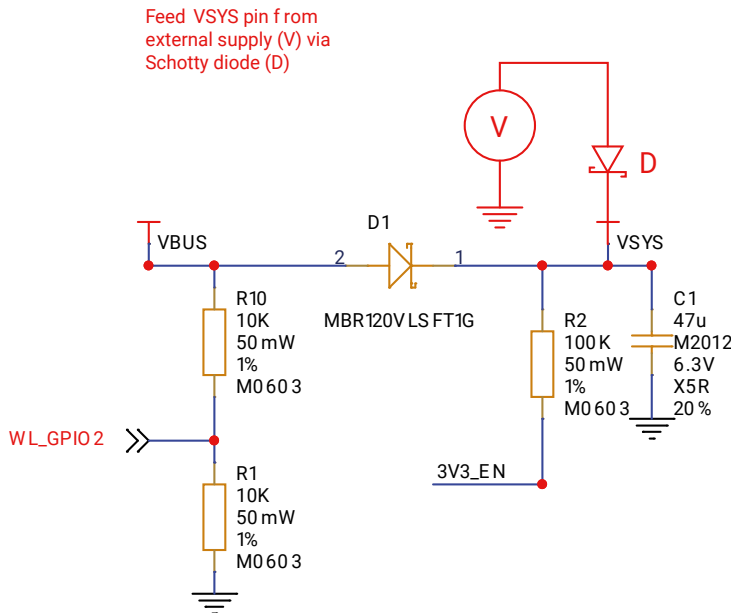 Feed VSYS pin f rom
external supply (V) via
Schotty diode (D)
V
D
D1
VBUS
2
1
VSYS
MBR120VLSFT1G
R10
10K
50mW
1%
M0603
R2
100K
50mW
1%
M0603
C1
47u
M2012
6.3V
X5R
20%
WL_GPIO2
3V3_EN
R1
10K
50mW
1%
M0603